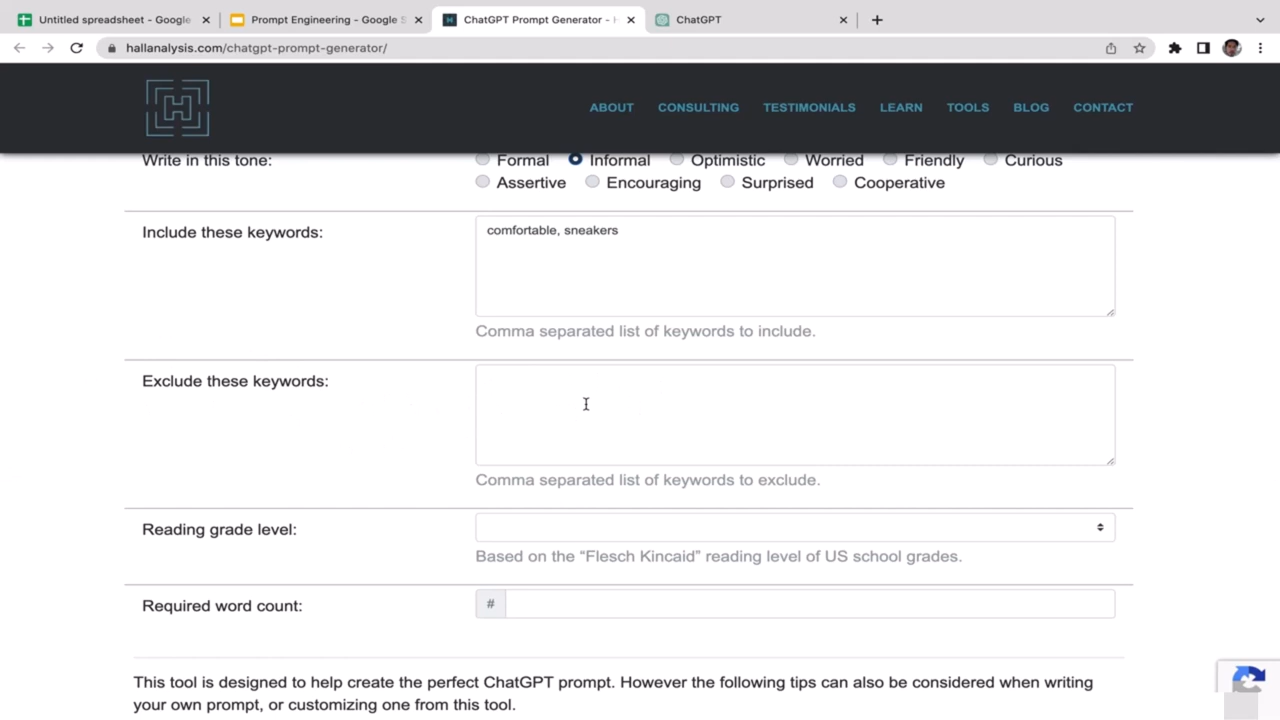 Untitled spreadsheet - Google
Prompt Engineering - Google S
ChatGPT Prompt Generator - H
ChatGPT
hallanalysis.com/chatgpt-prompt-generator/
H
ABOUT CONSULTING TESTIMONIALS LEARN TOOLS BLOG CONTACT
Write in this tone: Formal Informal Optimistic Worried Friendly Curious
Assertive Encouraging Surprised Cooperative
Include these keywords: comfortable, sneakers
Comma separated list of keywords to include.
Exclude these keywords:
Comma separated list of keywords to exclude.
Reading grade level:
Based on the “Flesch Kincaid” reading level of US school grades.
Required word count: #
This tool is designed to help create the perfect ChatGPT prompt. However the following tips can also be considered when writing
your own prompt, or customizing one from this tool.